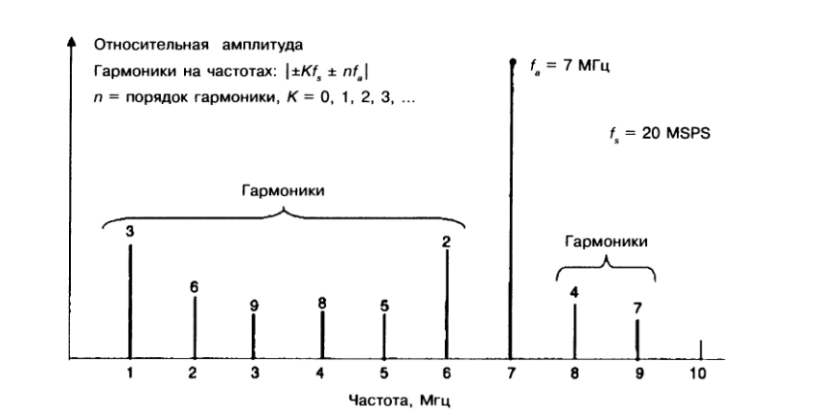 Относительная амплитуда
Гармоники на частотах: |±Kfs ± nfa|
n = порядок гармоники, K = 0, 1, 2, 3, ...
fa = 7 МГц
fs = 20 MSPS
Гармоники
Гармоники
3
6
9
8
5
2
4
7
1 2 3 4 5 6 7 8 9 10
Частота, Мгц